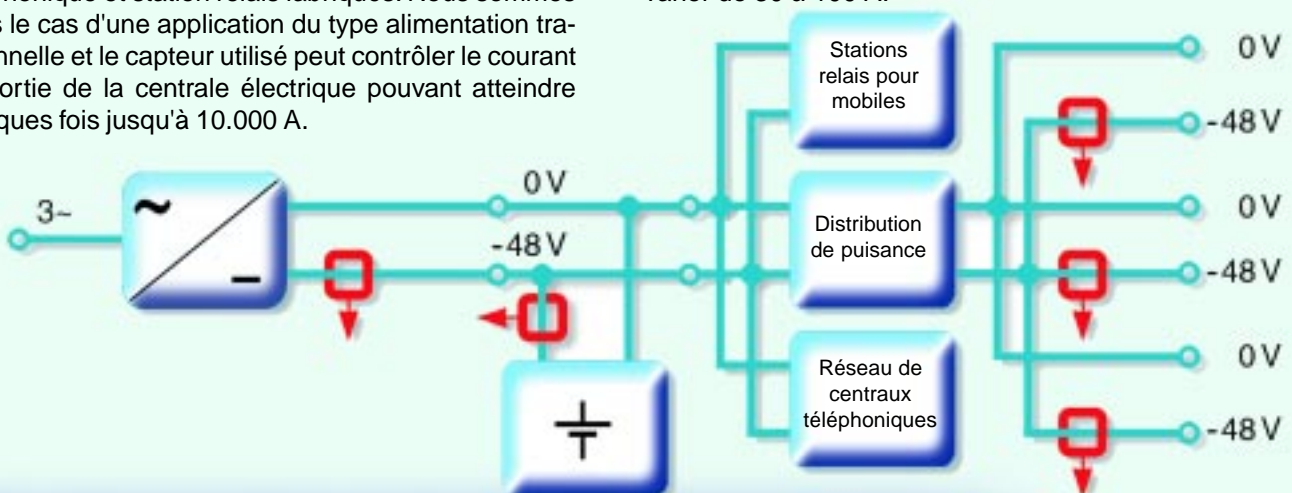 s le cas d'une application du type alimentation tra-
nnelle et le capteur utilisé peut contrôler le courant
ortie de la centrale électrique pouvant atteindre
ques fois jusqu'à 10.000 A.
3~
~
–
0 V
-48 V
Stations
relais pour
mobiles
Distribution
de puisance
Réseau de
centraux
téléphoniques
0 V
-48 V
0 V
-48 V
0 V
-48 V